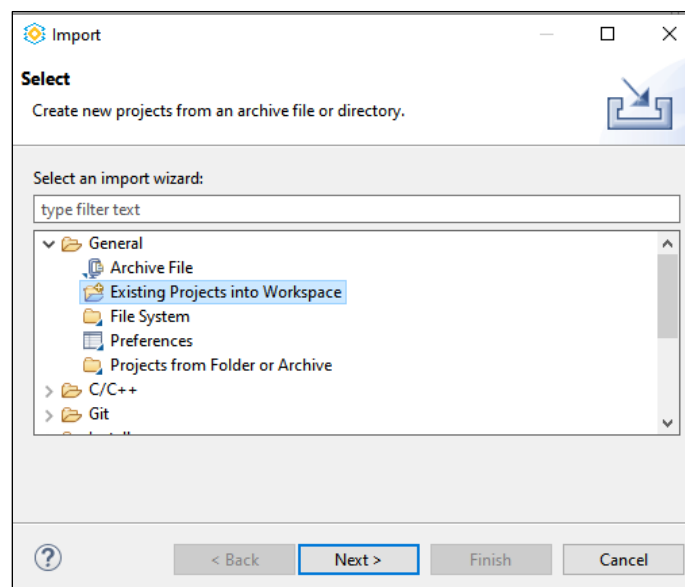 Import
Select
Create new projects from an archive file or directory.
Select an import wizard:
type filter text
General
Archive File
Existing Projects into Workspace
File System
Preferences
Projects from Folder or Archive
C/C++
Git
?
< Back
Next >
Finish
Cancel